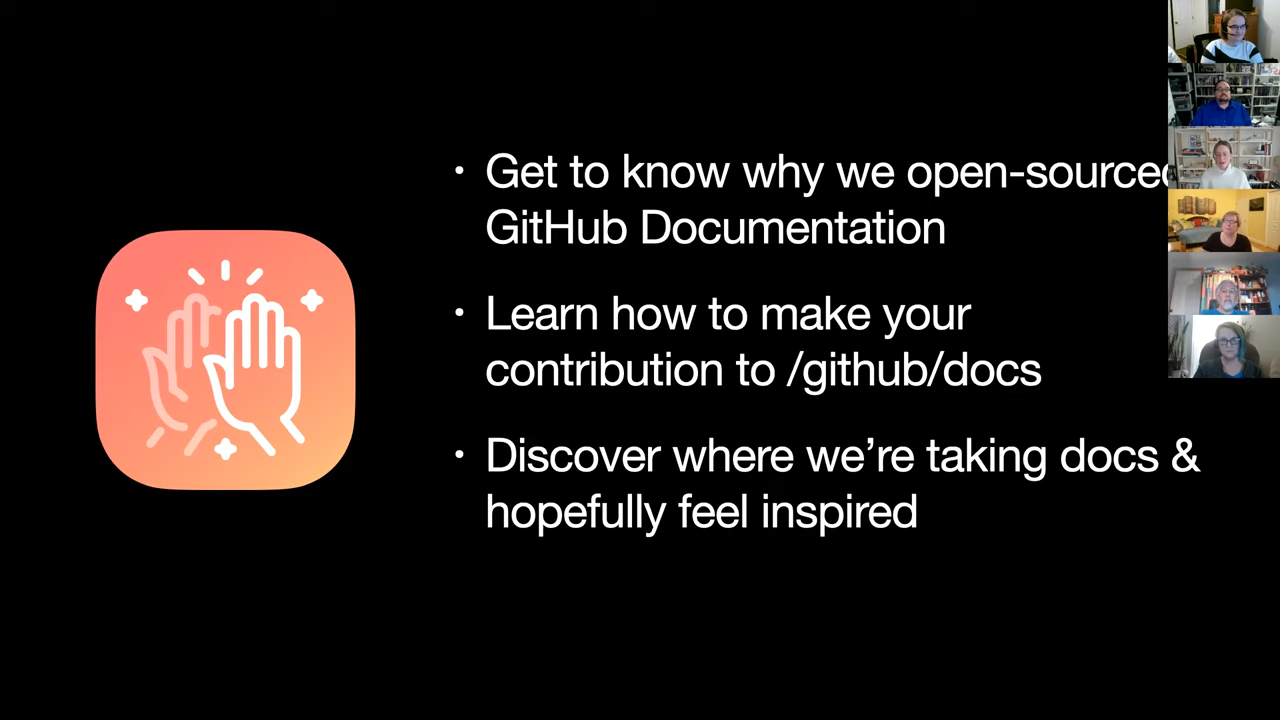 • Get to know why we open-sourced
GitHub Documentation
• Learn how to make your
contribution to /github/docs
• Discover where we’re taking docs &
hopefully feel inspired